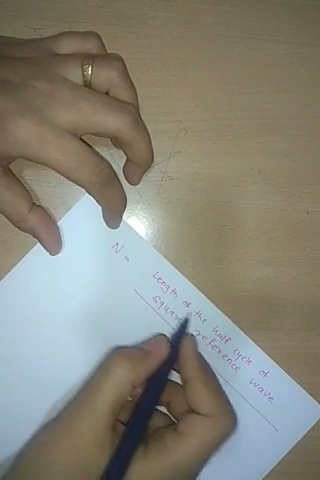 N =
Length of the half cycle of
square reference wave